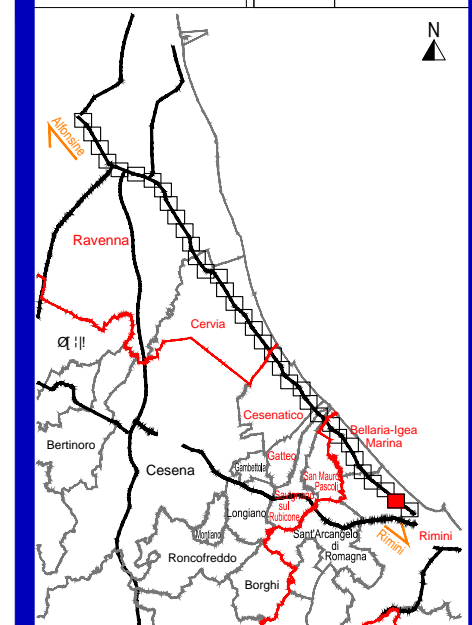 N
Alfonsine
Ravenna
Cervia
Cesenatico
Bellaria-Igea
Marina
Bertinoro
Cesena
Gatteo
Gambettola
San Mauro
Pascoli
Savignano
sul
Rubicone
Longiano
Montiano
Sant'Arcangelo
di
Romagna
Rimini
Rimini
Roncofreddo
Borghi